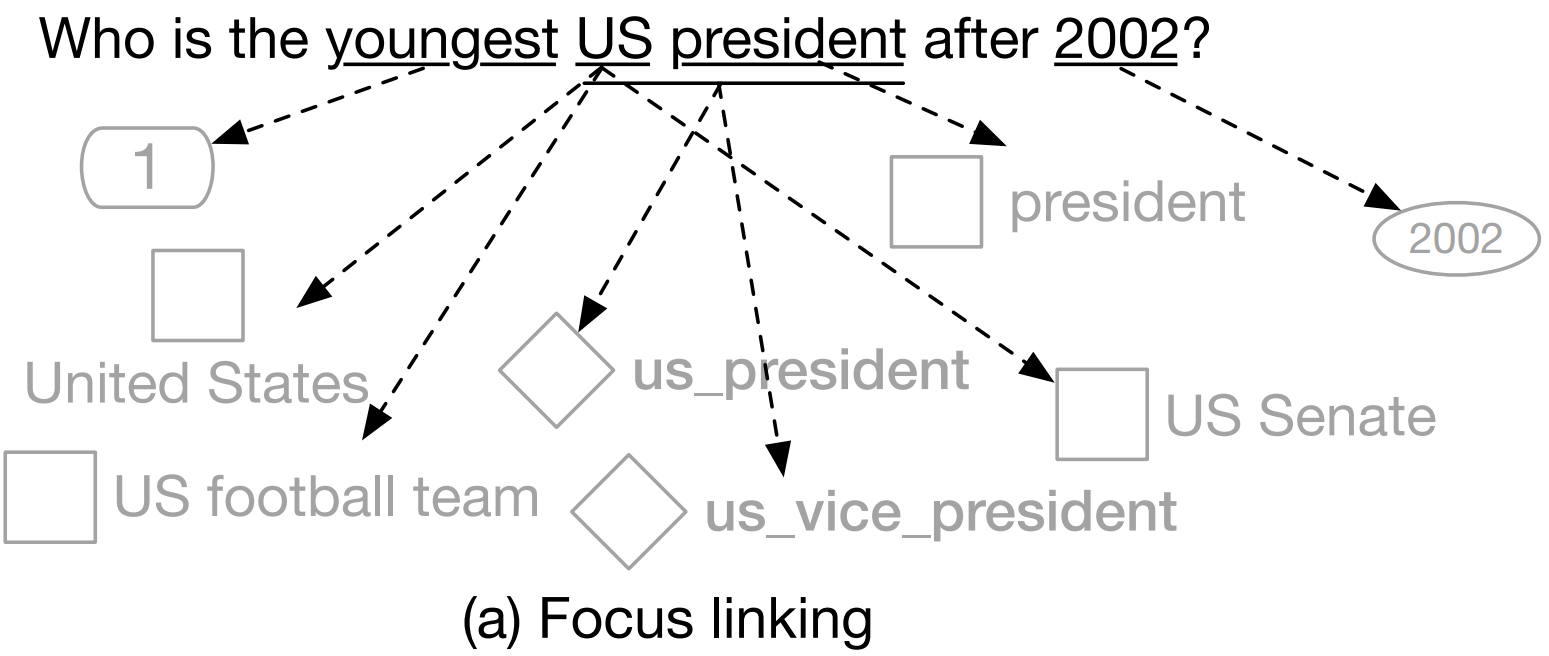 Who is the youngest US president after 2002?
1
president
2002
United States
us_president
US Senate
US football team
us_vice_president
(a) Focus linking